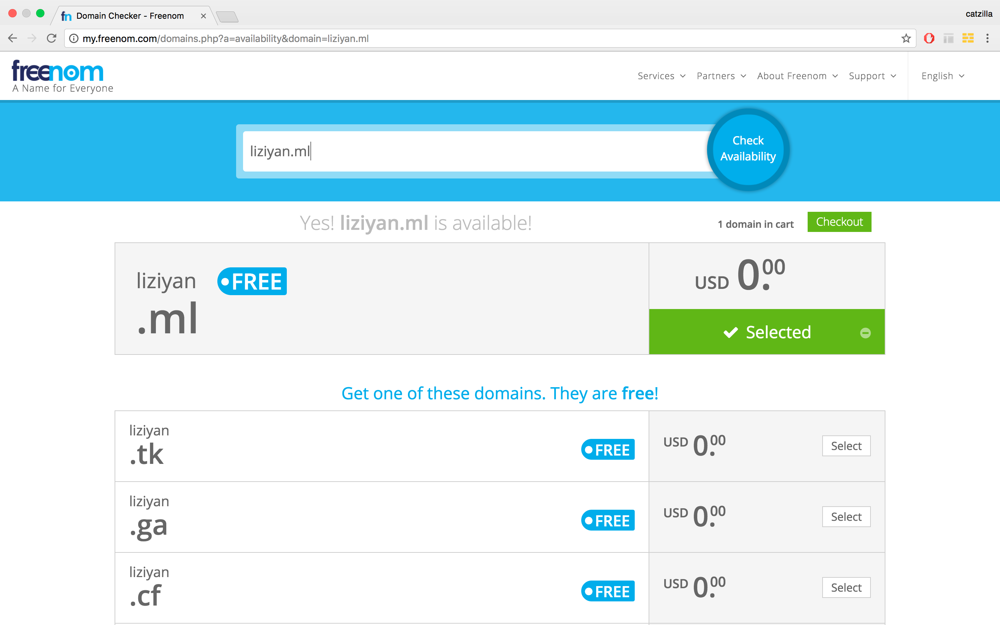 Domain Checker - Freenom
catzilla
my.freenom.com/domains.php?a=availability&domain=liziyan.ml
freenom
A Name for Everyone
Services Partners About Freenom Support English
liziyan.ml
Check
Availability
Yes! liziyan.ml is available!
1 domain in cart Checkout
liziyan FREE
.ml
USD 0.00
Selected
Get one of these domains. They are free!
liziyan
.tk
FREE
USD 0.00
Select
liziyan
.ga
FREE
USD 0.00
Select
liziyan
.cf
FREE
USD 0.00
Select